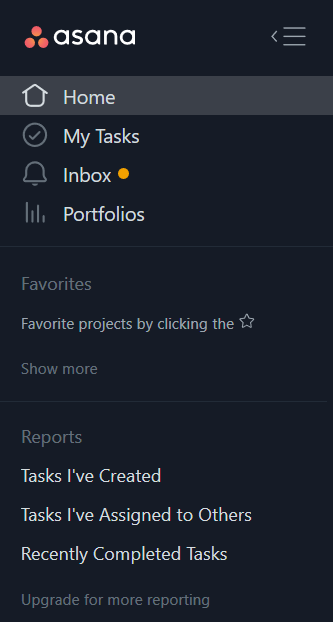 asana
Home
My Tasks
Inbox
Portfolios
Favorites
Favorite projects by clicking the
Show more
Reports
Tasks I've Created
Tasks I've Assigned to Others
Recently Completed Tasks
Upgrade for more reporting